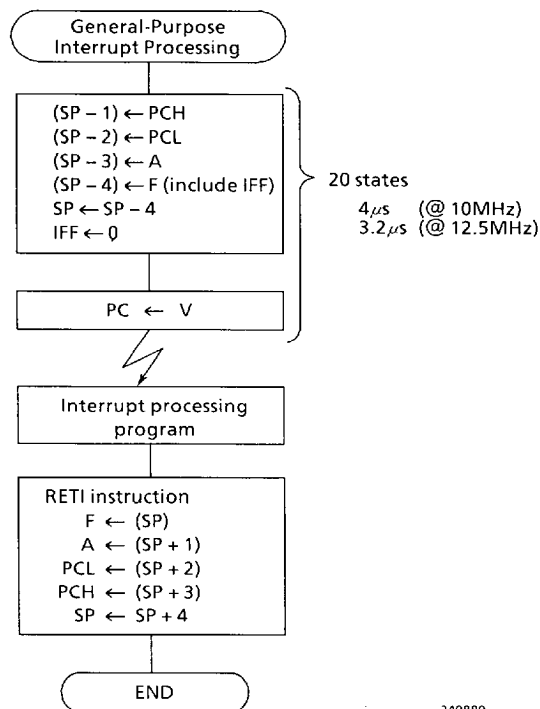 General-Purpose
Interrupt Processing
(SP – 1) ← PCH
(SP – 2) ← PCL
(SP – 3) ← A
(SP – 4) ← F (include IFF)
SP ← SP – 4
IFF ← 0
20 states
4μs (@ 10MHz)
3.2μs (@ 12.5MHz)
PC ← V
Interrupt processing
program
RETI instruction
F ← (SP)
A ← (SP + 1)
PCL ← (SP + 2)
PCH ← (SP + 3)
SP ← SP + 4
END